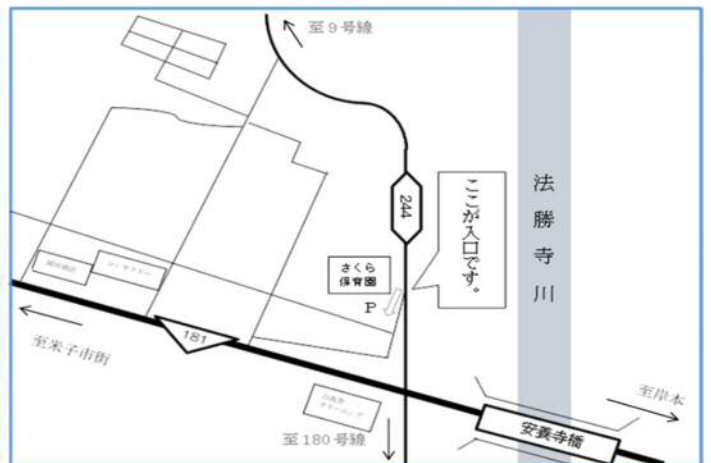 至9号線
244
ここが入口です。
法勝寺川
さくら
保育園
P
181
至米子市街
至岸本
安養寺橋
至180号線